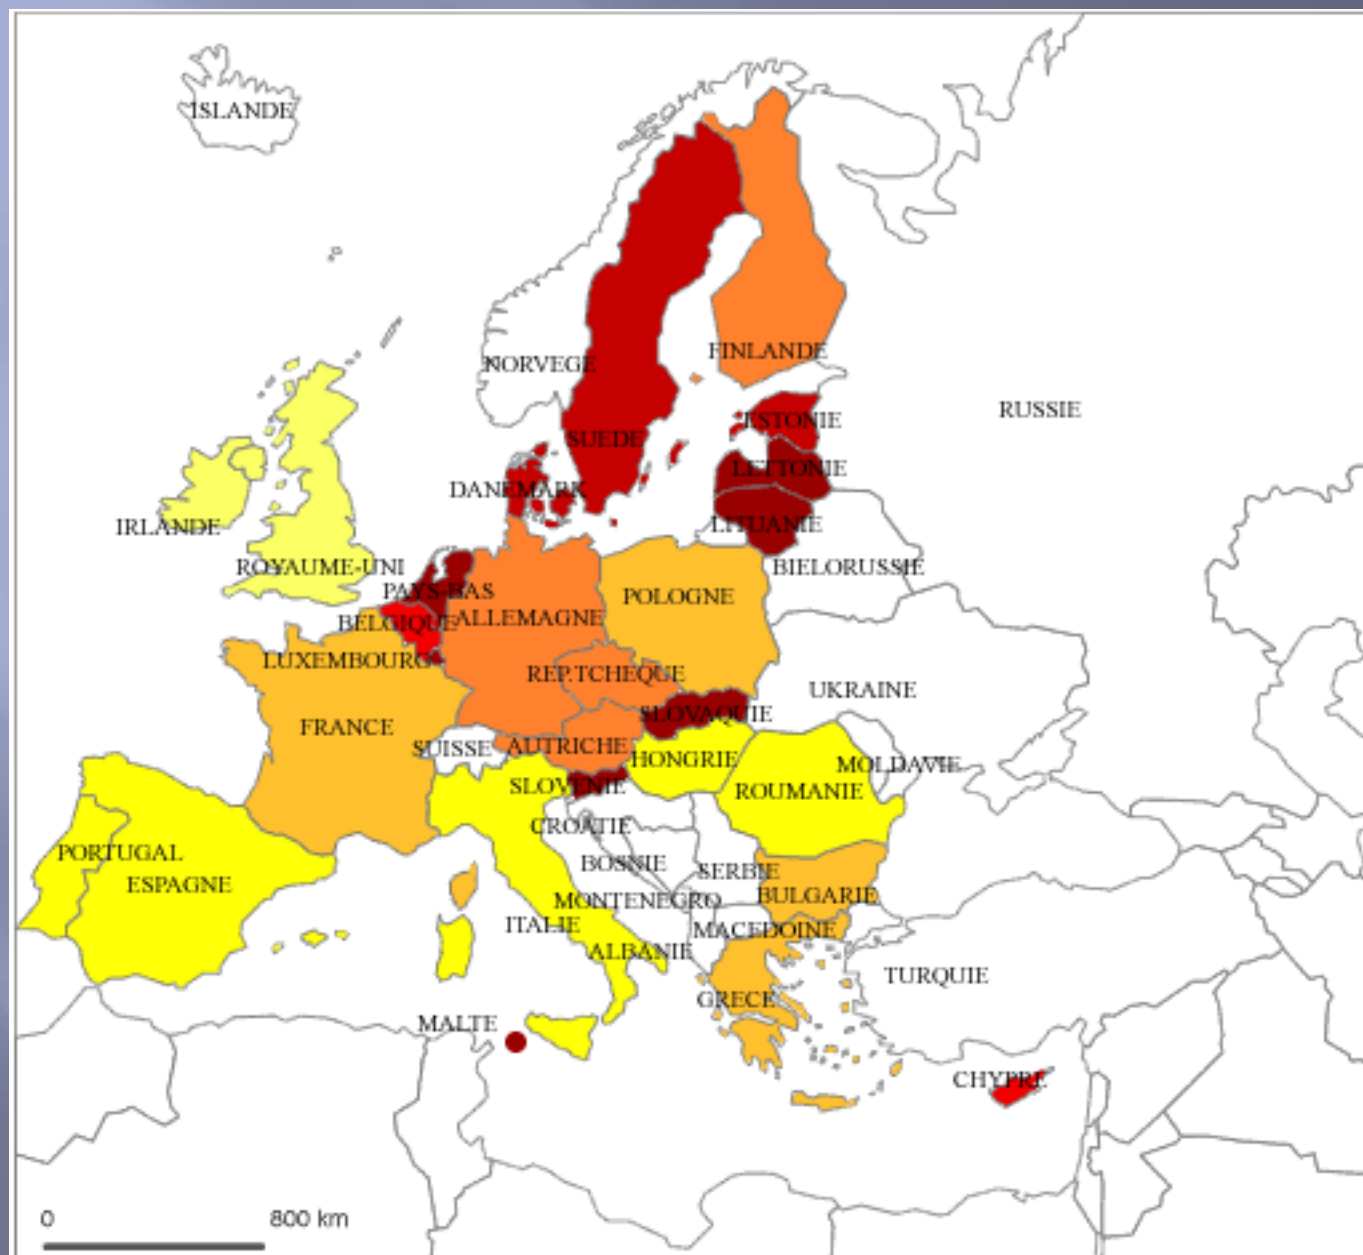 ISLANDE
NORVEGE
FINLANDE
RUSSIE
ESTONIE
SUEDE
LETTONIE
DANEMARK
IRLANDE
LITUANIE
ROYAUME-UNI
BIELORUSSIE
PAYS-BAS
POLOGNE
BELGIQUE
ALLEMAGNE
LUXEMBOURG
REP.TCHEQUE
UKRAINE
SLOVAQUIE
FRANCE
SUISSE
AUTRICHE
HONGRIE
MOLDAVIE
SLOVENIE
ROUMANIE
CROATIE
PORTUGAL
BOSNIE
SERBIE
ESPAGNE
BULGARIE
MONTENEGRO
ITALIE
MACEDOINE
ALBANIE
TURQUIE
GRECE
MALTE
CHYPRE
0 800 km